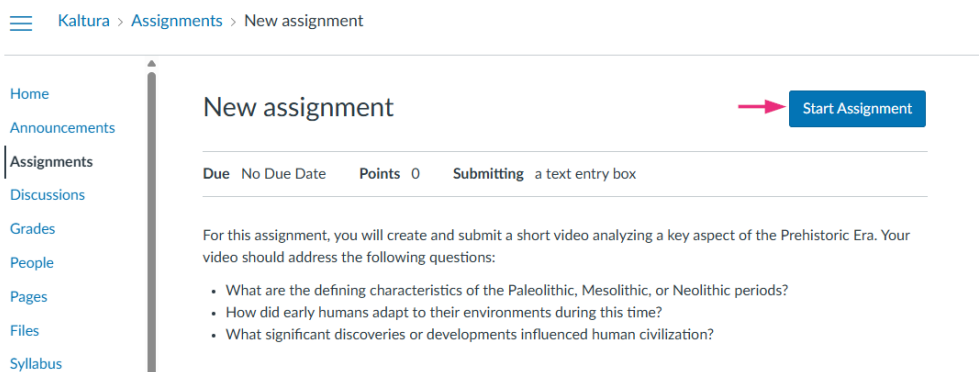 Kaltura > Assignments > New assignment
Home
Announcements
Assignments
Discussions
Grades
People
Pages
Files
Syllabus
New assignment
Start Assignment
Due No Due Date Points 0 Submitting a text entry box
For this assignment, you will create and submit a short video analyzing a key aspect of the Prehistoric Era. Your
video should address the following questions:
• What are the defining characteristics of the Paleolithic, Mesolithic, or Neolithic periods?
• How did early humans adapt to their environments during this time?
• What significant discoveries or developments influenced human civilization?